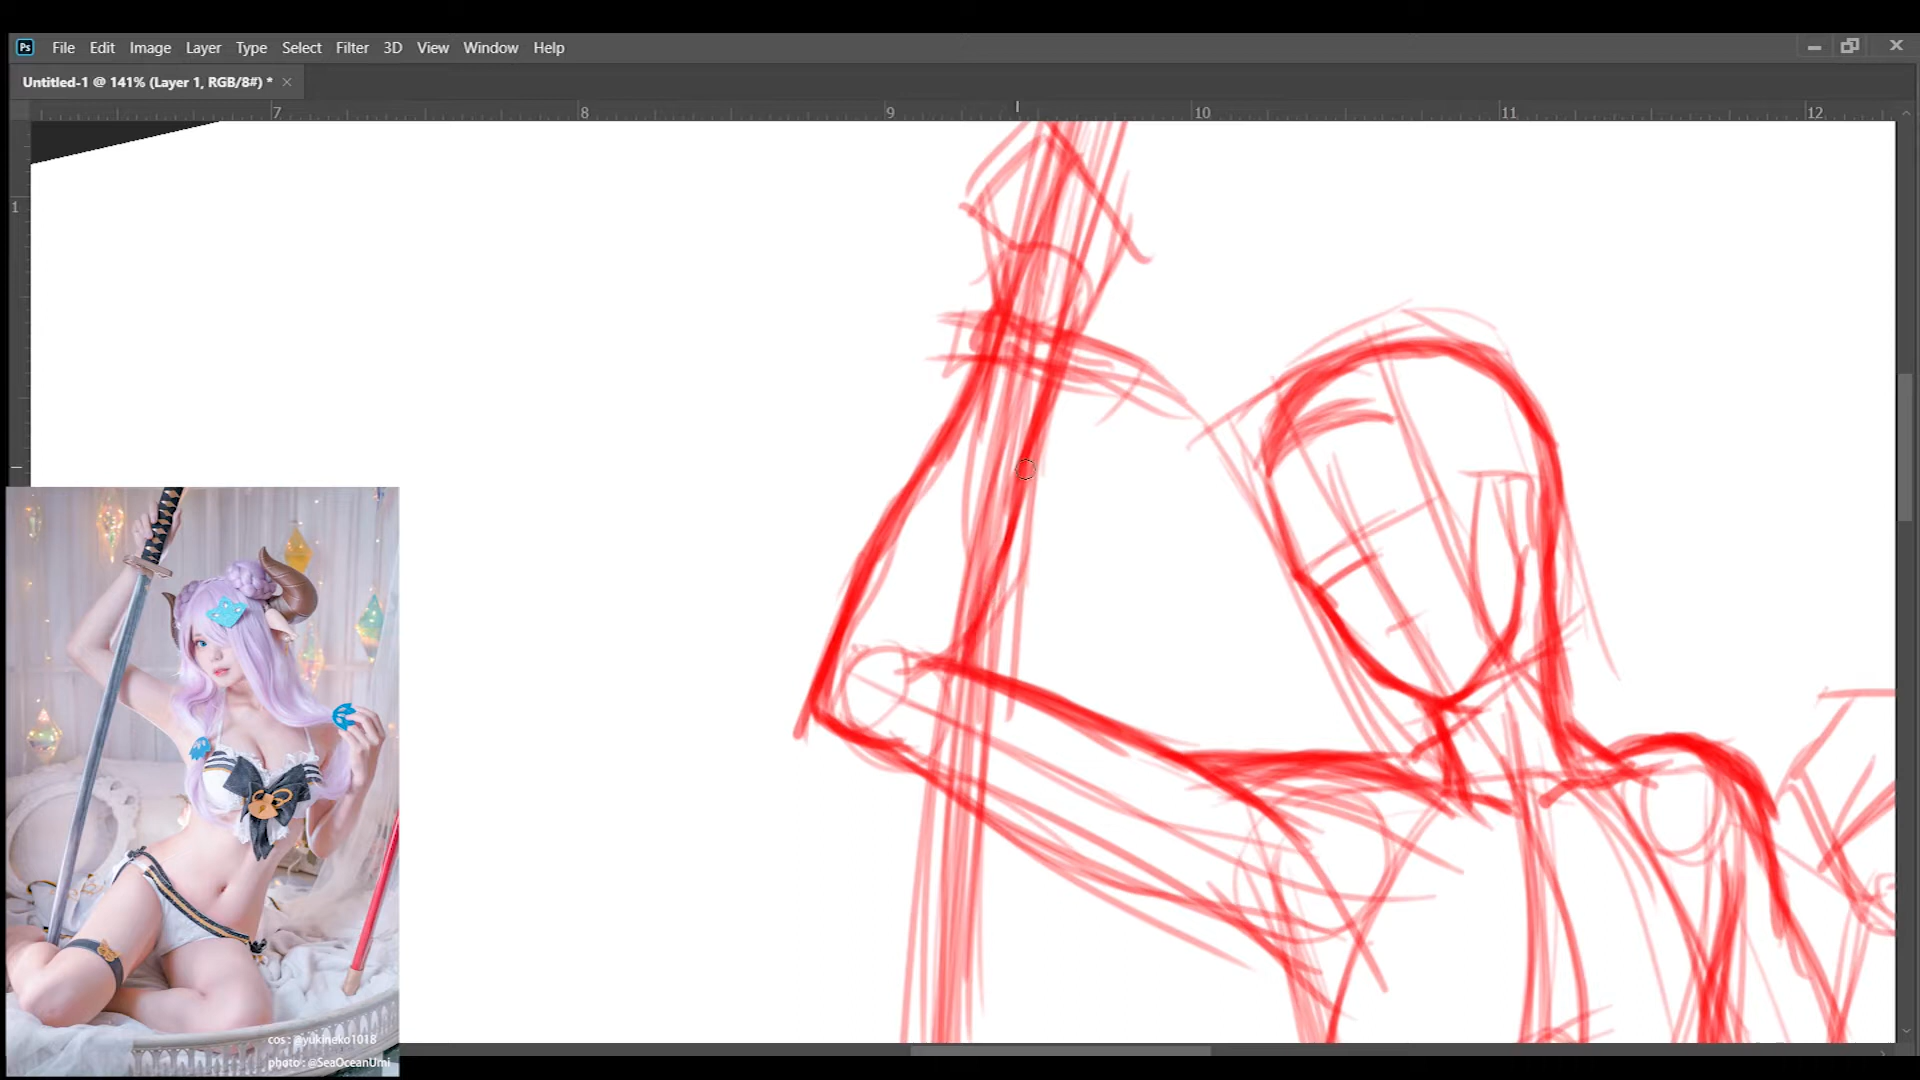 Ps File Edit Image Layer Type Select Filter 3D View Window Help
Untitled-1 @ 141% (Layer 1, RGB/8#) * ×
7 8 9 10 11 12
1
cos : @yukineko1018
photo : @SeaOceanUmi